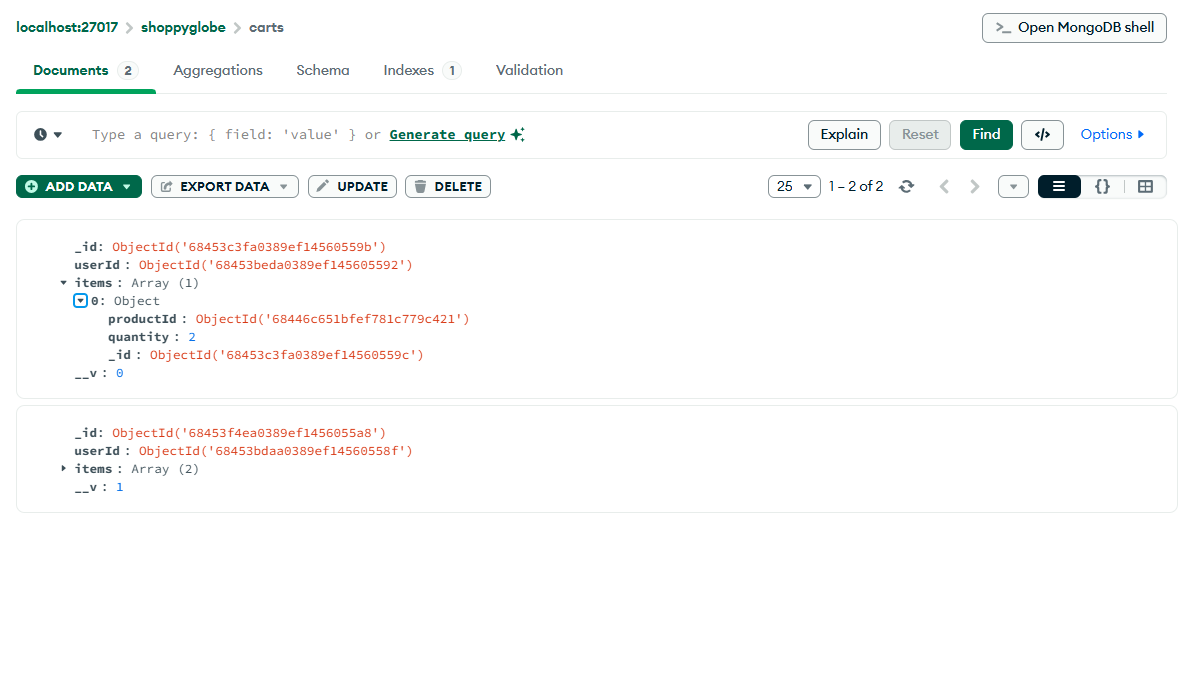 localhost:27017 > shoppyglobe > carts
>_ Open MongoDB shell
Documents 2 Aggregations Schema Indexes 1 Validation
Type a query: { field: 'value' } or Generate query
Explain Reset Find </> Options
ADD DATA EXPORT DATA UPDATE DELETE
25 1 – 2 of 2 {}
_id: ObjectId('68453c3fa0389ef14560559b')
userId : ObjectId('68453beda0389ef145605592')
items : Array (1)
0: Object
productId : ObjectId('68446c651bfef781c779c421')
quantity : 2
_id : ObjectId('68453c3fa0389ef14560559c')
__v : 0
_id: ObjectId('68453f4ea0389ef1456055a8')
userId : ObjectId('68453bdaa0389ef14560558f')
items : Array (2)
__v : 1